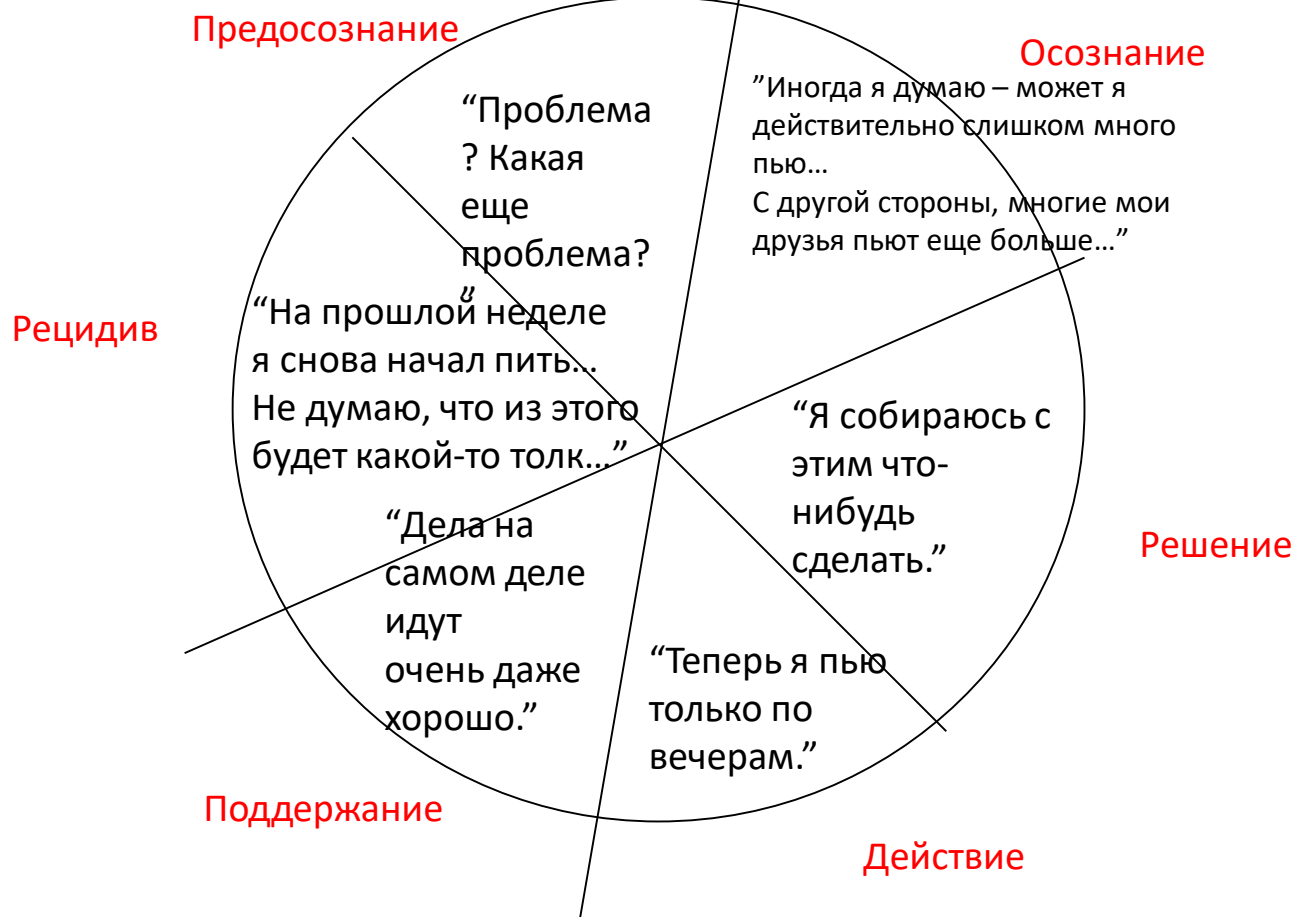 Предосознание
Осознание
“Проблема
? Какая
еще
проблема?
”
”Иногда я думаю – может я
действительно слишком много
пью…
С другой стороны, многие мои
друзья пьют еще больше…”
Рецидив
“На прошлой неделе
я снова начал пить…
Не думаю, что из этого
будет какой-то толк…”
“Я собираюсь с
этим что-
нибудь
сделать.”
Решение
“Дела на
самом деле
идут
очень даже
хорошо.”
“Теперь я пью
только по
вечерам.”
Поддержание
Действие